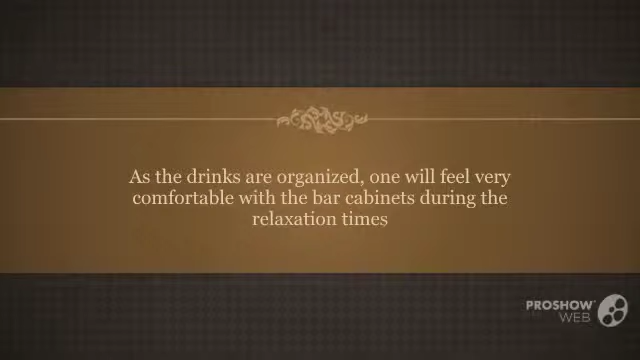 As the drinks are organized, one will feel very
comfortable with the bar cabinets during the
relaxation times
PROSHOW™
WEB